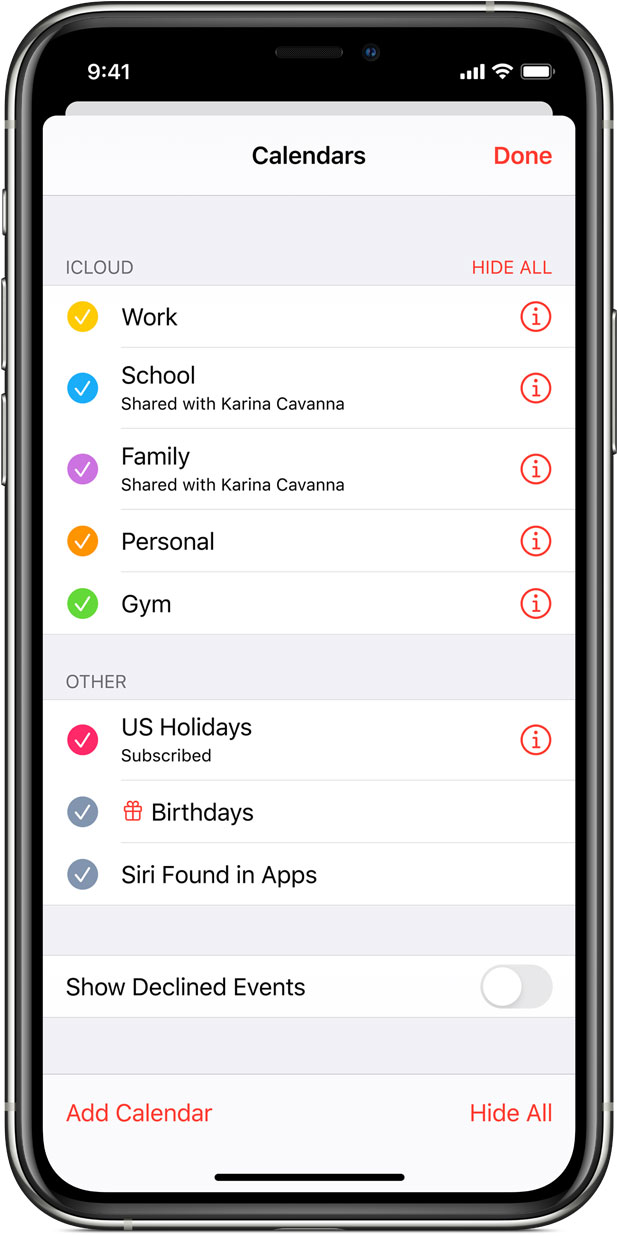 9:41
Calendars
Done
ICLOUD
HIDE ALL
Work
School
Shared with Karina Cavanna
Family
Shared with Karina Cavanna
Personal
Gym
OTHER
US Holidays
Subscribed
Birthdays
Siri Found in Apps
Show Declined Events
Add Calendar
Hide All